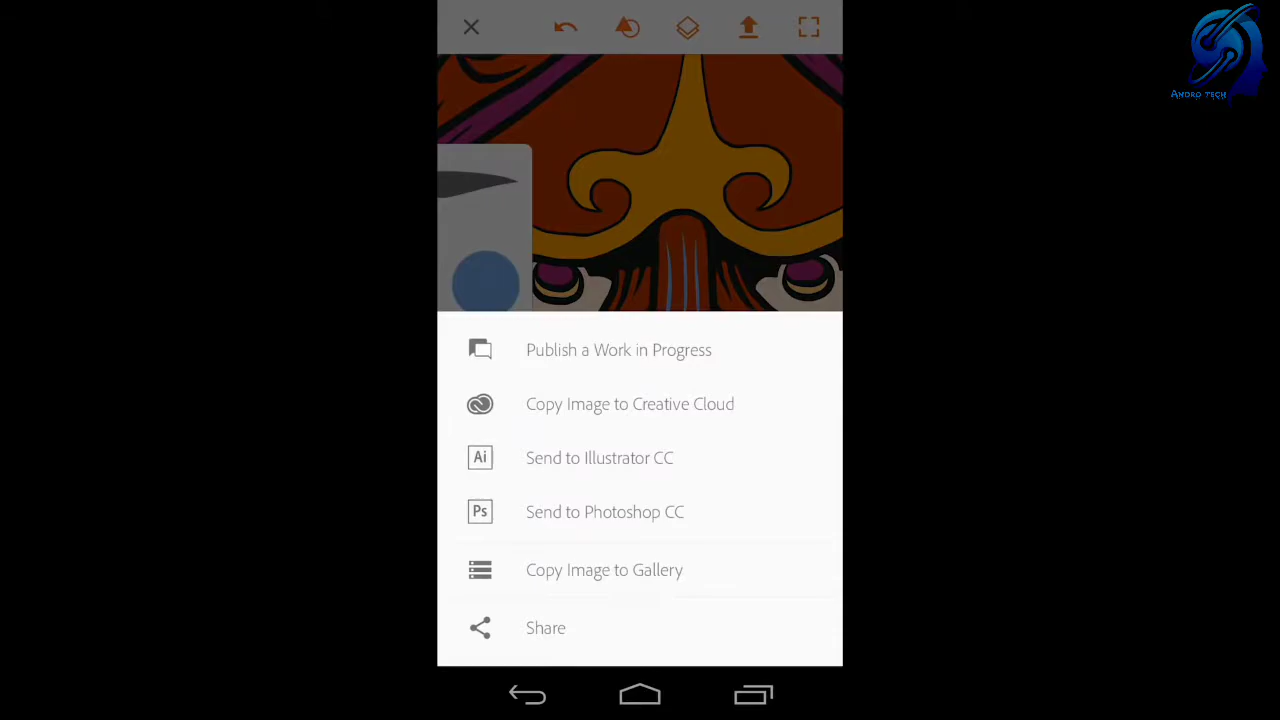 ANDRO TECH
Publish a Work in Progress
Copy Image to Creative Cloud
Ai
Send to Illustrator CC
Ps
Send to Photoshop CC
Copy Image to Gallery
Share